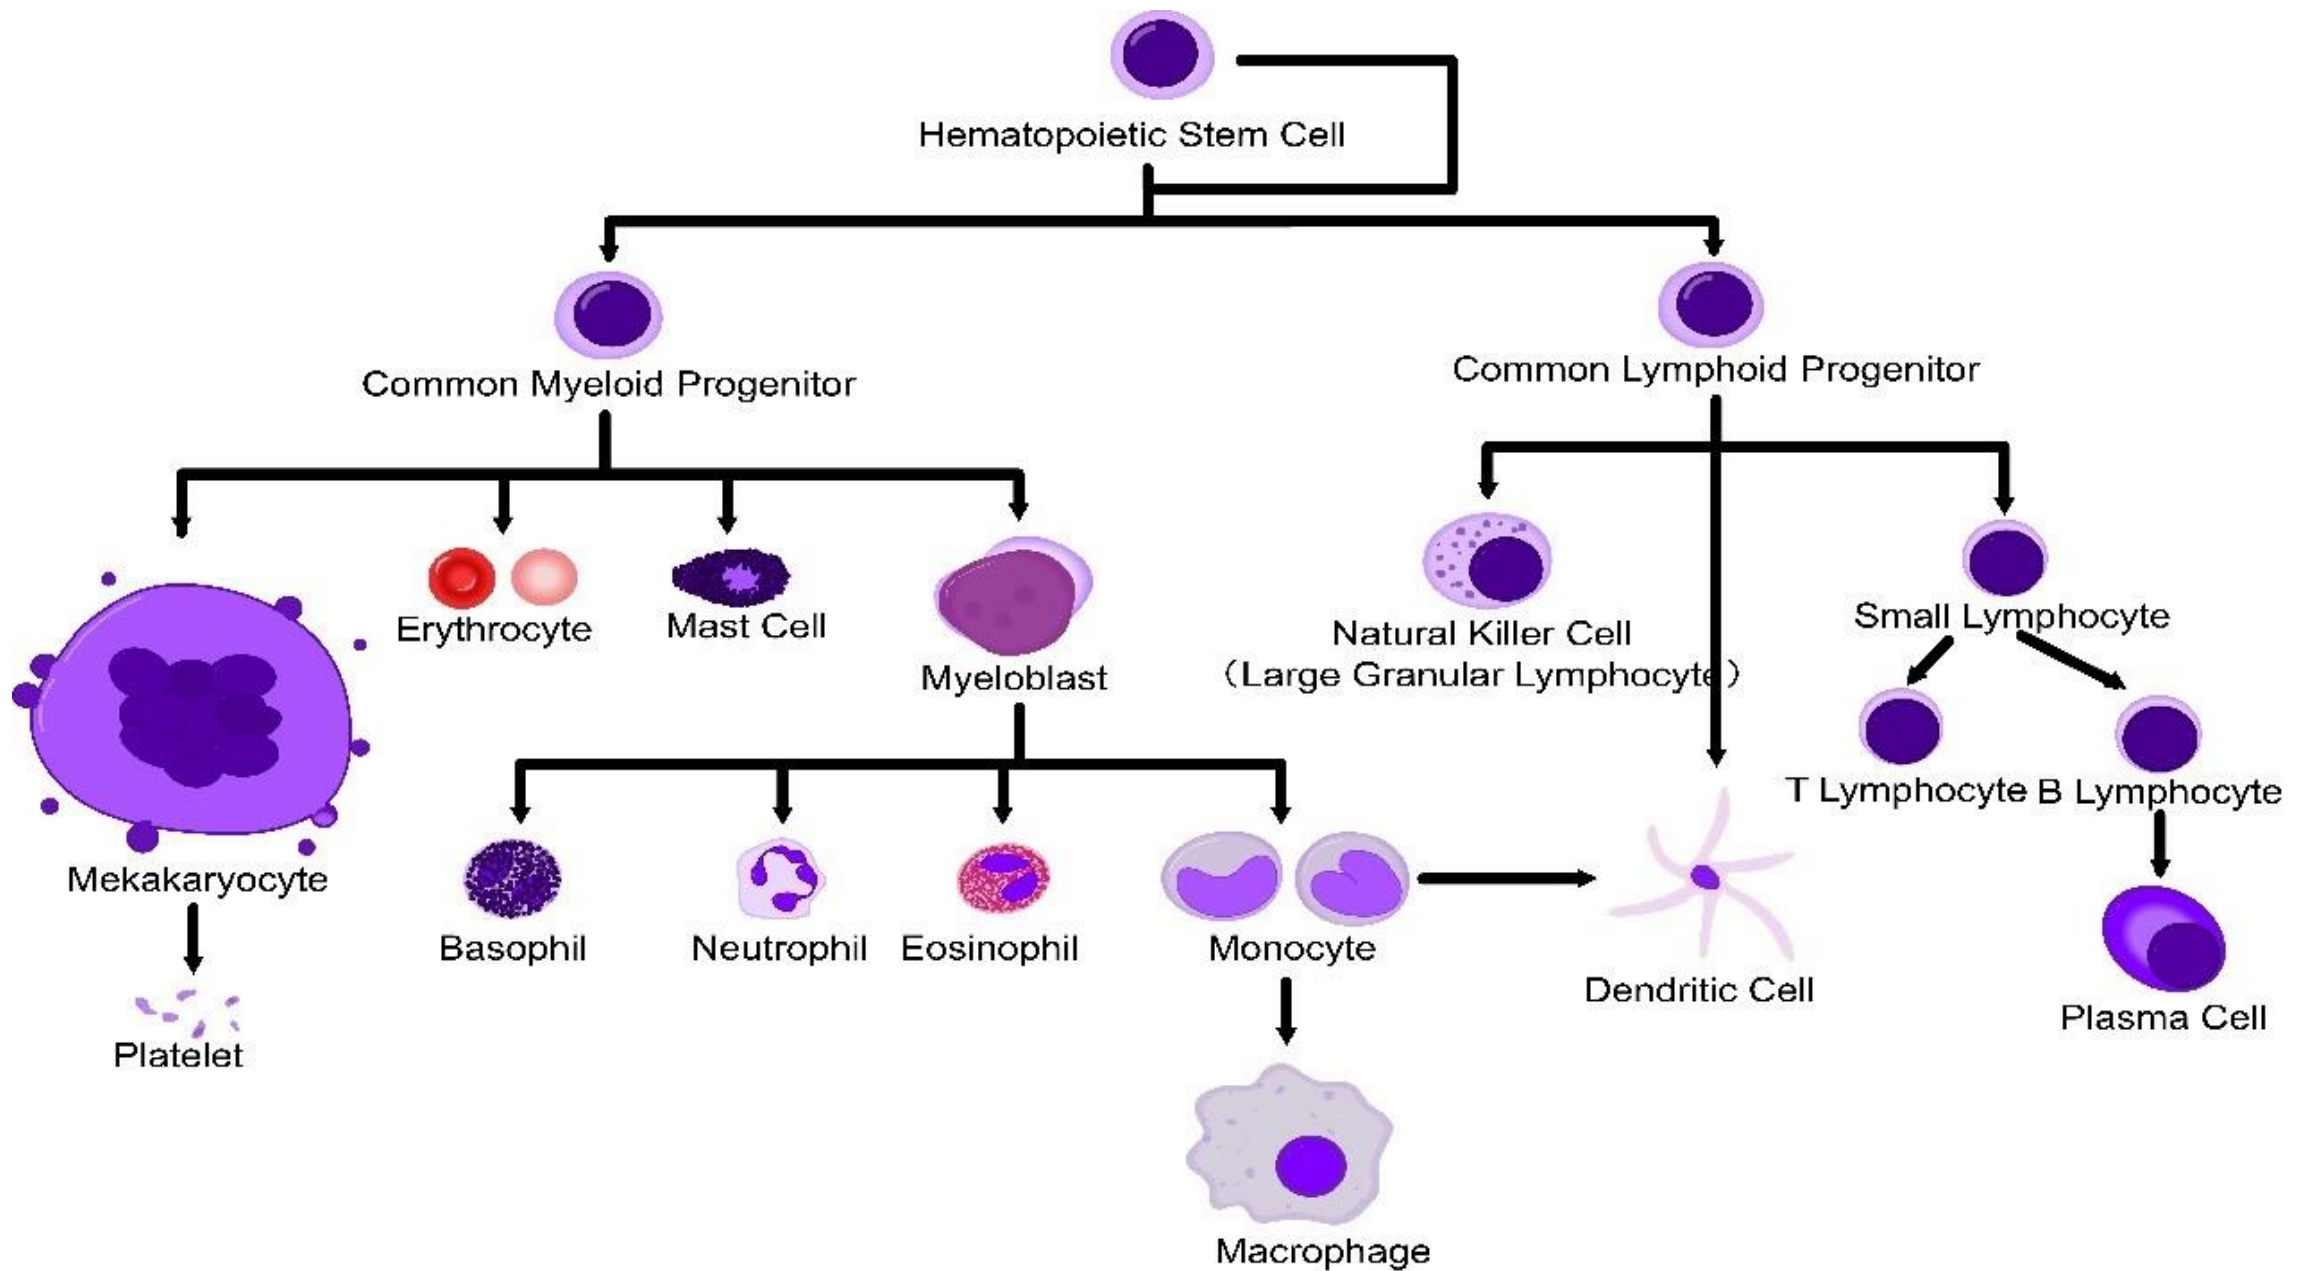 Hematopoietic Stem Cell
Common Myeloid Progenitor
Common Lymphoid Progenitor
Erythrocyte
Mast Cell
Myeloblast
Natural Killer Cell
（Large Granular Lymphocyte）
Small Lymphocyte
T Lymphocyte
B Lymphocyte
Mekakaryocyte
Basophil
Neutrophil
Eosinophil
Monocyte
Dendritic Cell
Plasma Cell
Platelet
Macrophage